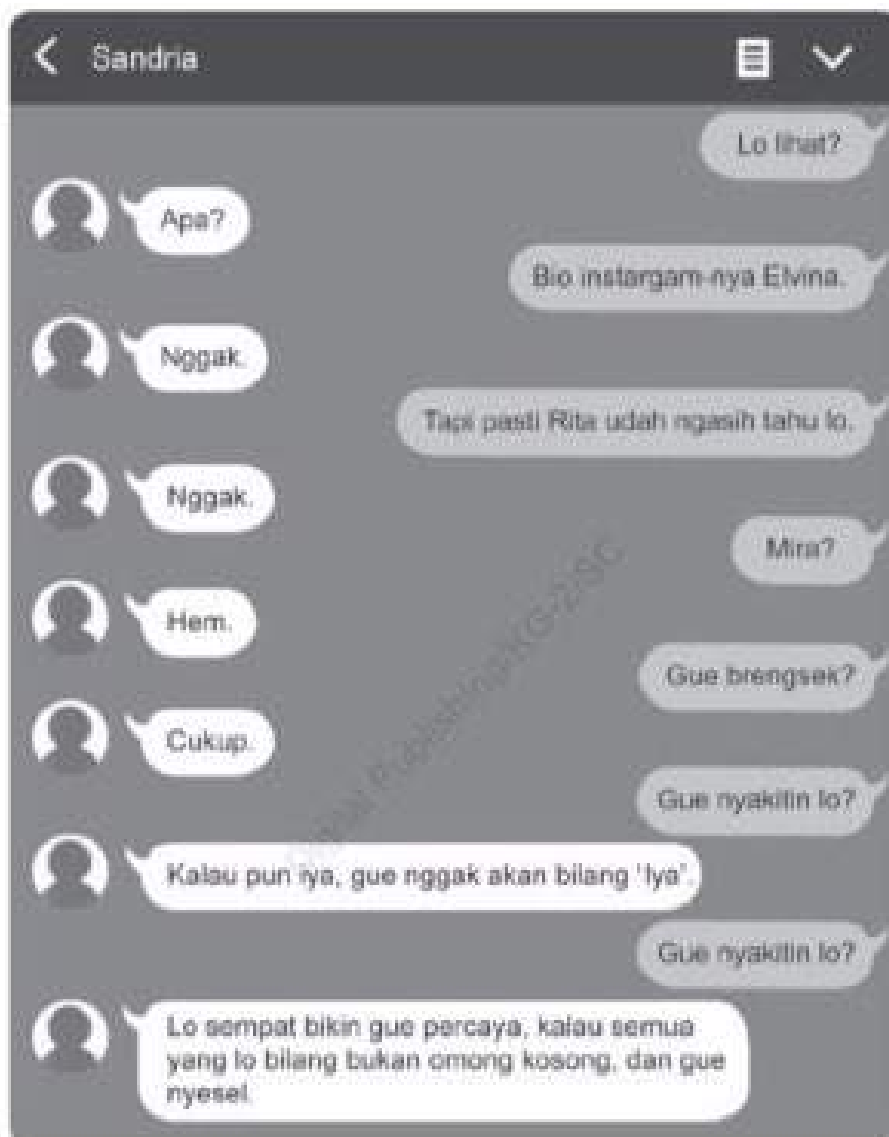 Sandria
Lo lihat?
Apa?
Bio instargam-nya Elvina.
Nggak.
Tapi pasti Rita udah ngasih tahu lo.
Nggak.
Mira?
Hem.
Gue brengsek?
Cukup.
Gue nyakitin lo?
Kalau pun iya, gue nggak akan bilang 'Iya'.
Gue nyakitin lo?
Lo sempat bikin gue percaya, kalau semua
yang lo bilang bukan omong kosong, dan gue
nyesel.